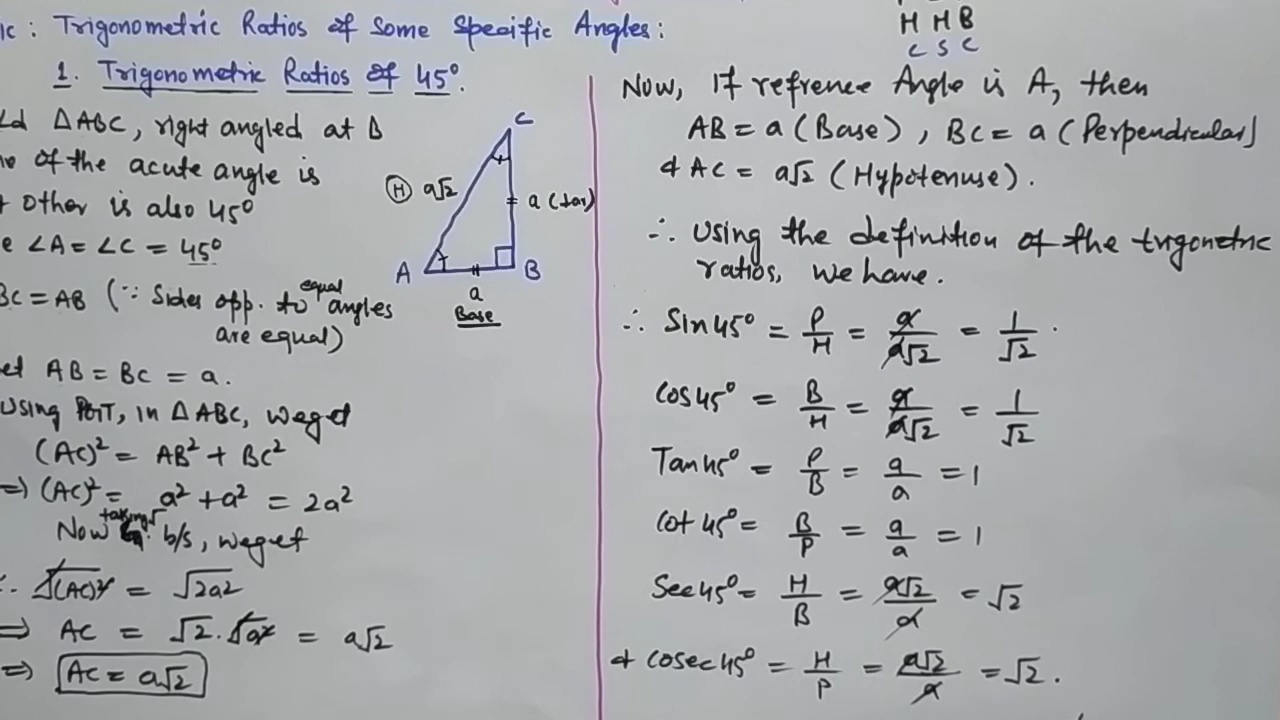 : Trigonometric Ratios of Some Specific Angles:
1. Trigonometric Ratios of 45°.
ΔABC, right angled at B
of the acute angle is
other is also 45°
∠A = ∠C = 45°
BC = AB (∵ Sides opp. to equal angles
are equal)
AB = BC = a.
Using PGT, in ΔABC, we get
(AC)² = AB² + BC²
⇒ (AC)² = a² + a² = 2a²
Now taking √ b/s, we get
∴ √(AC)² = √2a²
⇒ AC = √2.√a² = a√2
⇒ AC = a√2
C
H a√2
a (say)
A
B
a
Base
H H B
C S C
Now, If refrence Angle is A, then
AB = a (Base), BC = a (Perpendicular)
& AC = a√2 (Hypotenuse).
∴ Using the definition of the trigonetric
ratios, we have.
∴ Sin45° = P/H = a/a√2 = 1/√2.
Cos45° = B/H = a/a√2 = 1/√2
Tan45° = P/B = a/a = 1
Cot 45° = B/P = a/a = 1
Sec45° = H/B = a√2/a = √2
& Cosec45° = H/P = a√2/a = √2.